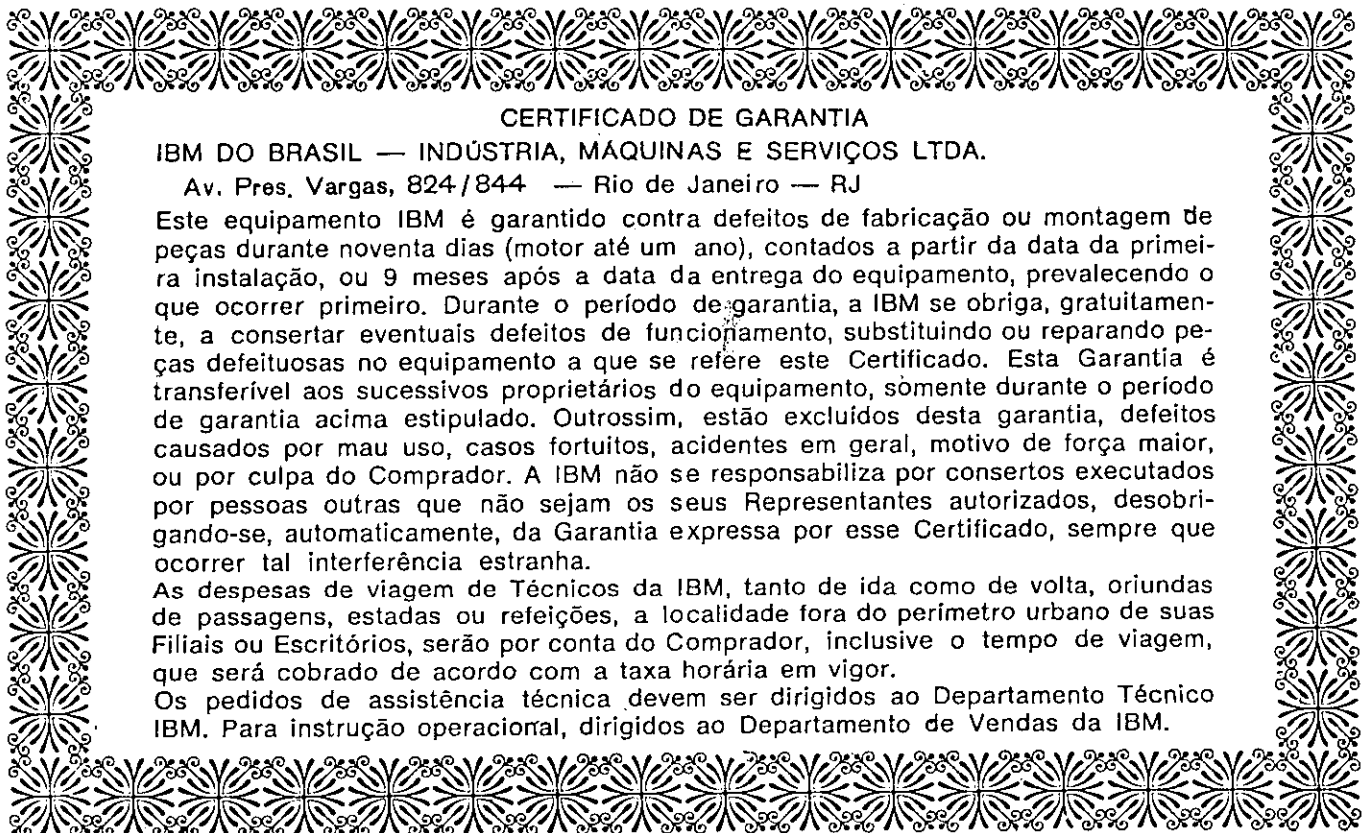 CERTIFICADO DE GARANTIA
IBM DO BRASIL — INDÚSTRIA, MÁQUINAS E SERVIÇOS LTDA.
Av. Pres. Vargas, 824/844 — Rio de Janeiro — RJ
Este equipamento IBM é garantido contra defeitos de fabricação ou montagem de
peças durante noventa dias (motor até um ano), contados a partir da data da primei-
ra instalação, ou 9 meses após a data da entrega do equipamento, prevalecendo o
que ocorrer primeiro. Durante o período de garantia, a IBM se obriga, gratuitamen-
te, a consertar eventuais defeitos de funcionamento, substituindo ou reparando pe-
ças defeituosas no equipamento a que se refere este Certificado. Esta Garantia é
transferível aos sucessivos proprietários do equipamento, sòmente durante o período
de garantia acima estipulado. Outrossim, estão excluídos desta garantia, defeitos
causados por mau uso, casos fortuitos, acidentes em geral, motivo de força maior,
ou por culpa do Comprador. A IBM não se responsabiliza por consertos executados
por pessoas outras que não sejam os seus Representantes autorizados, desobri-
gando-se, automaticamente, da Garantia expressa por esse Certificado, sempre que
ocorrer tal interferência estranha.
As despesas de viagem de Técnicos da IBM, tanto de ida como de volta, oriundas
de passagens, estadas ou refeições, a localidade fora do perímetro urbano de suas
Filiais ou Escritórios, serão por conta do Comprador, inclusive o tempo de viagem,
que será cobrado de acordo com a taxa horária em vigor.
Os pedidos de assistência técnica devem ser dirigidos ao Departamento Técnico
IBM. Para instrução operacional, dirigidos ao Departamento de Vendas da IBM.